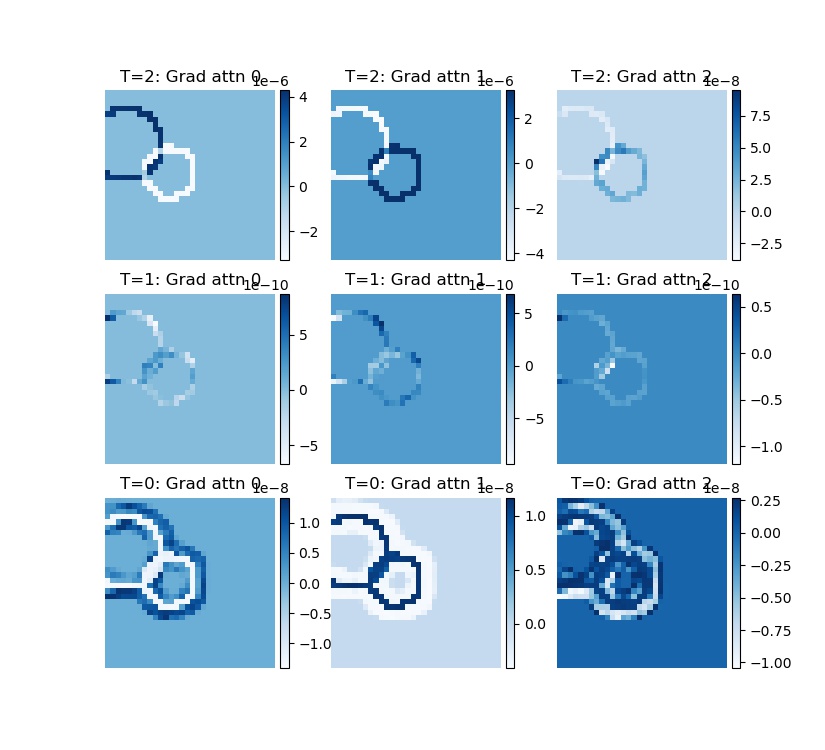 T=2: Grad attn 0
1e−6
4
2
0
−2
T=2: Grad attn 1
1e−6
2
0
−2
−4
T=2: Grad attn 2
1e−8
7.5
5.0
2.5
0.0
−2.5
T=1: Grad attn 0
1e−10
5
0
−5
T=1: Grad attn 1
1e−10
5
0
−5
T=1: Grad attn 2
1e−10
0.5
0.0
−0.5
−1.0
T=0: Grad attn 0
1e−8
1.0
0.5
0.0
−0.5
−1.0
T=0: Grad attn 1
1e−8
1.0
0.5
0.0
T=0: Grad attn 2
1e−8
0.25
0.00
−0.25
−0.50
−0.75
−1.00